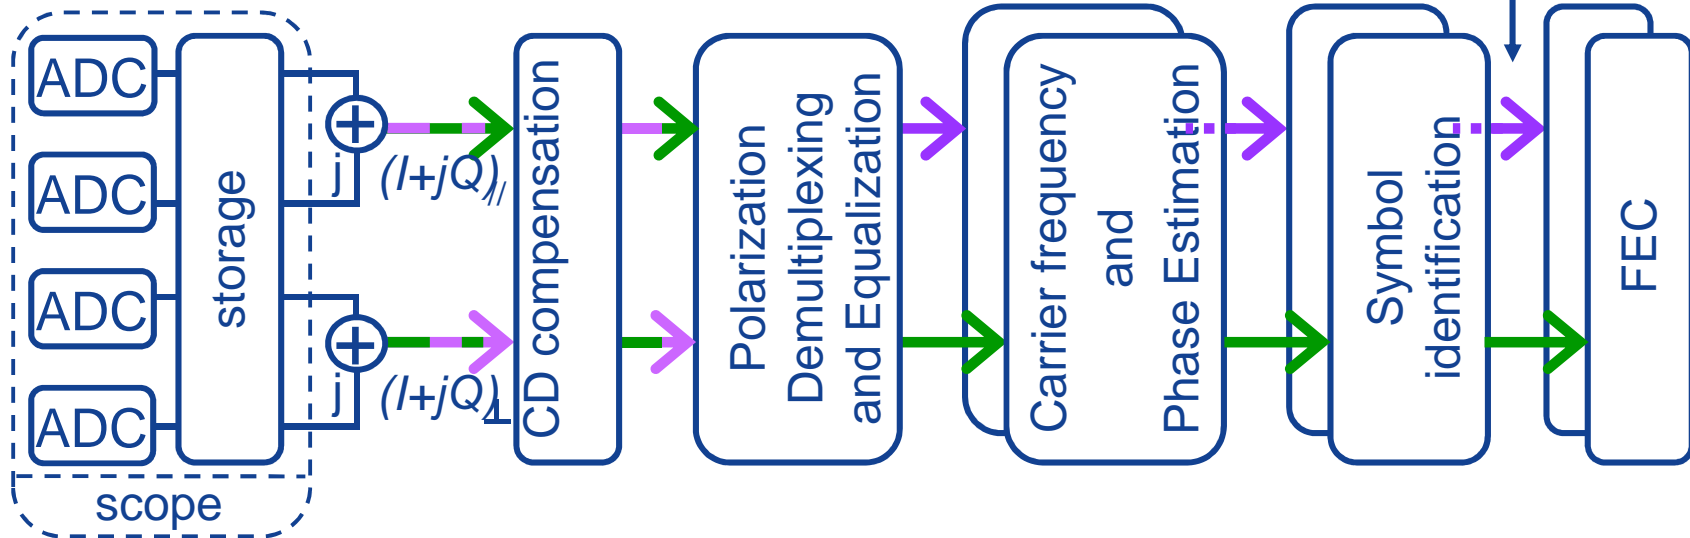 ADC
ADC
ADC
ADC
storage
scope
+
j
(I+jQ)//
+
j
(I+jQ)⊥
CD compensation
Polarization
Demultiplexing
and Equalization
Carrier frequency
and
Phase Estimation
Symbol
identification
FEC